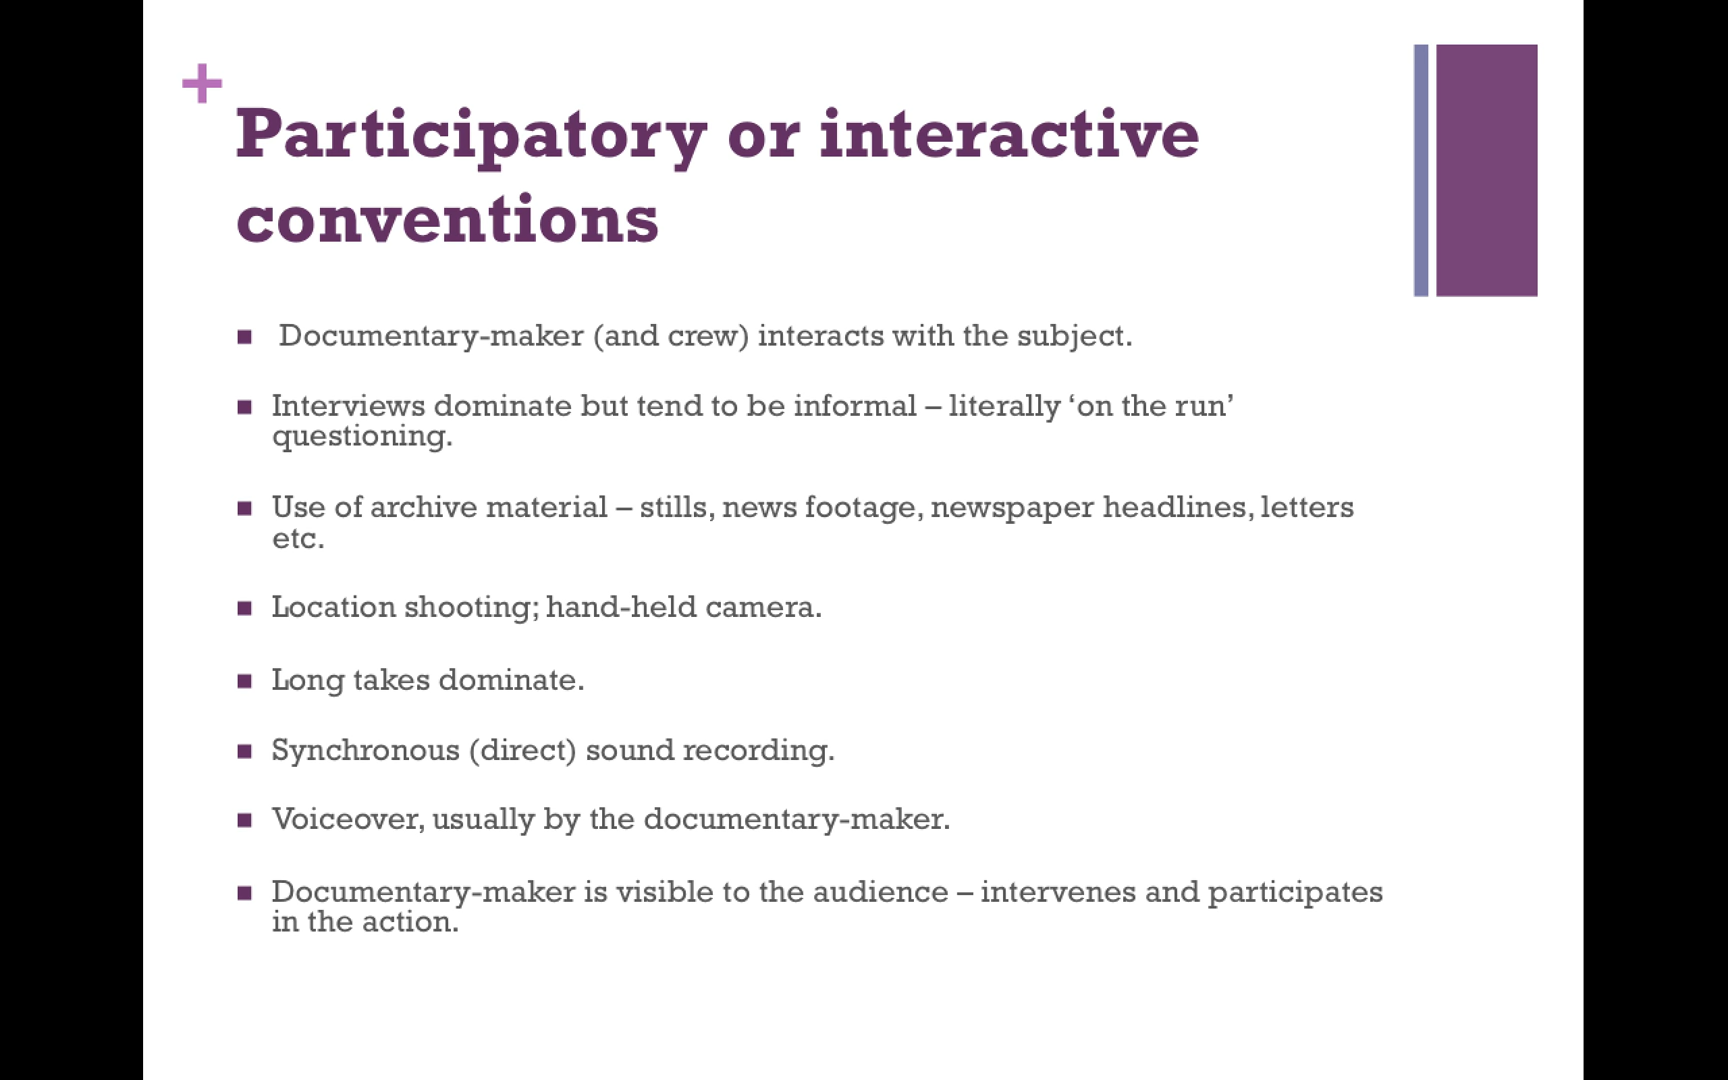 +
Participatory or interactive
conventions
■ Documentary-maker (and crew) interacts with the subject.
■ Interviews dominate but tend to be informal – literally ‘on the run’
questioning.
■ Use of archive material – stills, news footage, newspaper headlines, letters
etc.
■ Location shooting; hand-held camera.
■ Long takes dominate.
■ Synchronous (direct) sound recording.
■ Voiceover, usually by the documentary-maker.
■ Documentary-maker is visible to the audience – intervenes and participates
in the action.